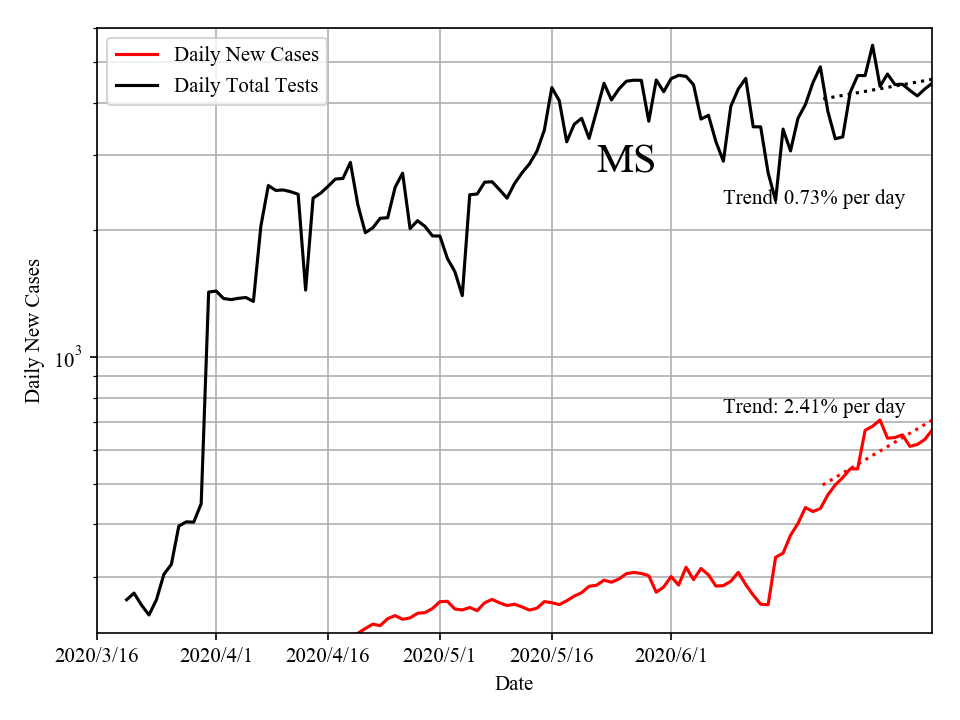 Daily New Cases
Daily Total Tests
MS
Trend: 0.73% per day
Daily New Cases
10³
Trend: 2.41% per day
2020/3/16 2020/4/1 2020/4/16 2020/5/1 2020/5/16 2020/6/1
Date